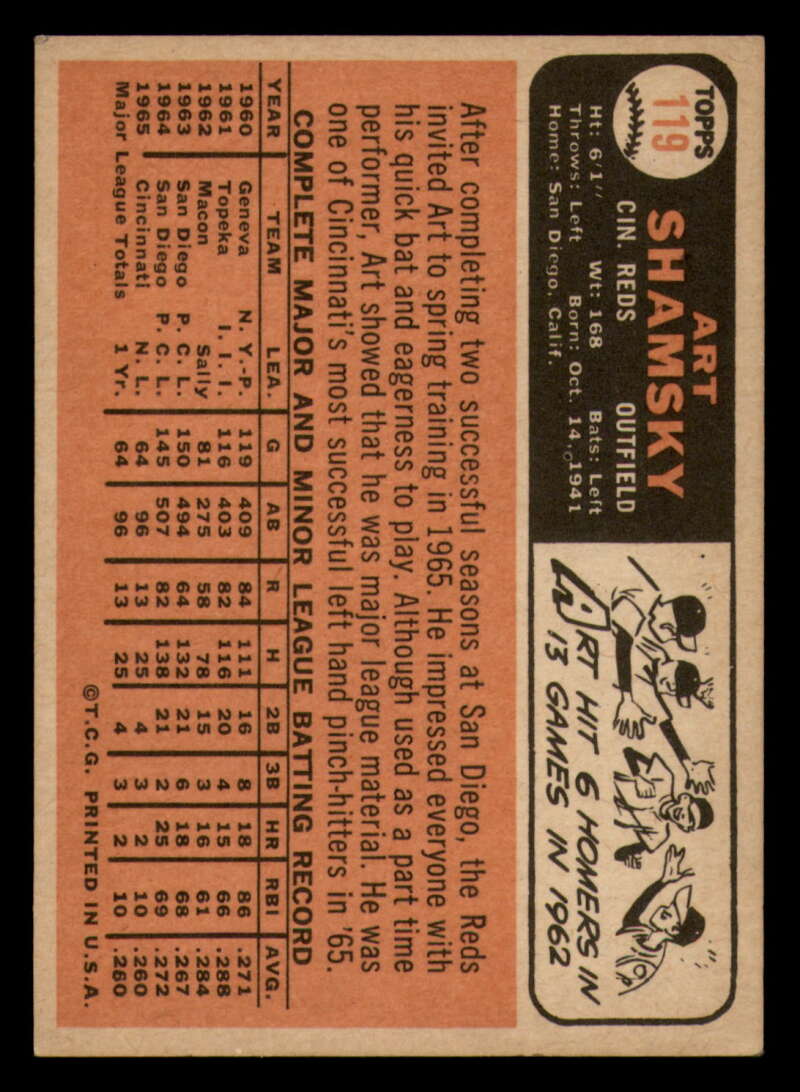 TOPPS
119
ART
SHAMSKY
CIN. REDS OUTFIELD
Ht: 6'1" Wt: 168 Bats: Left
Throws: Left Born: Oct. 14, 1941
Home: San Diego, Calif.
ART HIT 6 HOMERS IN
13 GAMES IN 1962
After completing two successful seasons at San Diego, the Reds
invited Art to spring training in 1965. He impressed everyone with
his quick bat and eagerness to play. Although used as a part time
performer, Art showed that he was major league material. He was
one of Cincinnati's most successful left hand pinch-hitters in '65.
COMPLETE MAJOR AND MINOR LEAGUE BATTING RECORD
YEAR TEAM LEA. G AB R H 2B 3B HR RBI AVG.
1960 Geneva N. Y.-P. 119 409 84 111 16 8 18 86 .271
1961 Topeka I. I. I. 116 403 82 116 20 4 15 66 .288
1962 Macon Sally 81 275 58 78 15 3 16 61 .284
1963 San Diego P. C. L. 150 494 64 132 21 6 18 68 .267
1964 San Diego P. C. L. 145 507 82 138 21 2 25 69 .272
1965 Cincinnati N. L. 64 96 13 25 4 3 2 10 .260
Major League Totals 1 Yr. 64 96 13 25 4 3 2 10 .260
©T.C.G. PRINTED IN U.S.A.